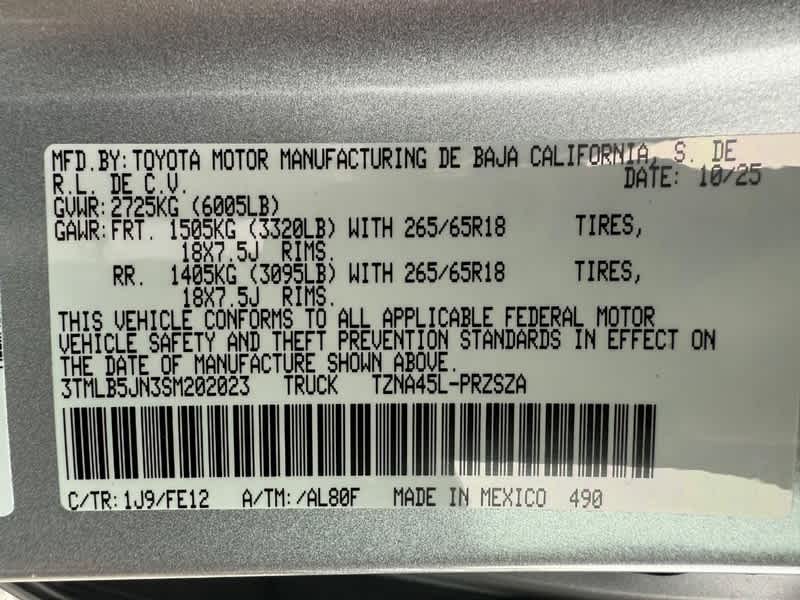 MFD.BY: TOYOTA MOTOR MANUFACTURING DE BAJA CALIFORNIA, S. DE
R.L. DE C.V. DATE: 10/25
GVWR: 2725KG (6005LB)
GAWR: FRT. 1505KG (3320LB) WITH 265/65R18 TIRES,
18X7.5J RIMS.
RR. 1405KG (3095LB) WITH 265/65R18 TIRES,
18X7.5J RIMS.
THIS VEHICLE CONFORMS TO ALL APPLICABLE FEDERAL MOTOR
VEHICLE SAFETY AND THEFT PREVENTION STANDARDS IN EFFECT ON
THE DATE OF MANUFACTURE SHOWN ABOVE.
3TMLB5JN3SM202023 TRUCK TZNA45L-PRZSZA
C/TR: 1J9/FE12 A/TM: /AL80F MADE IN MEXICO 490